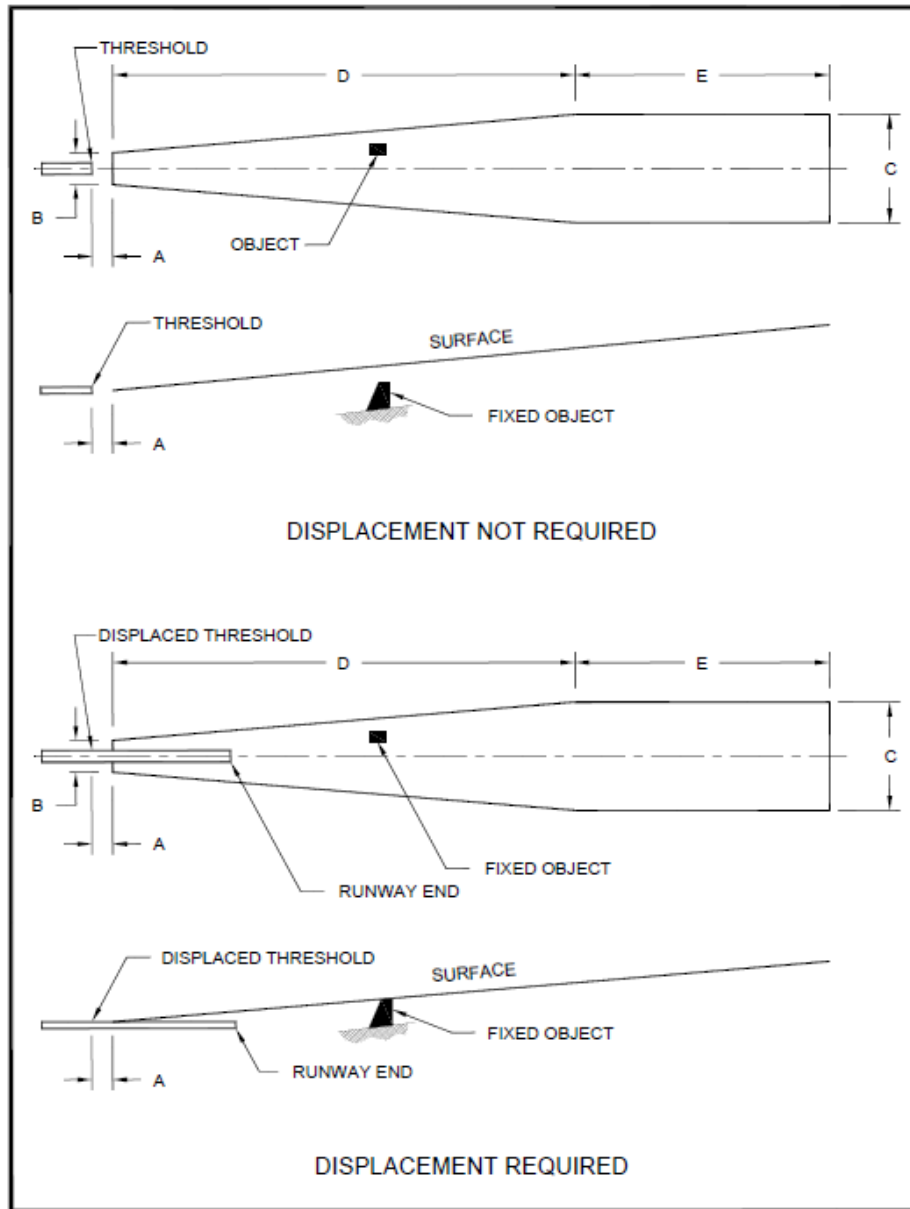 THRESHOLD
D
E
B
C
A
OBJECT
THRESHOLD
SURFACE
FIXED OBJECT
A
DISPLACEMENT NOT REQUIRED
DISPLACED THRESHOLD
D
E
B
C
A
FIXED OBJECT
RUNWAY END
DISPLACED THRESHOLD
SURFACE
FIXED OBJECT
RUNWAY END
A
DISPLACEMENT REQUIRED